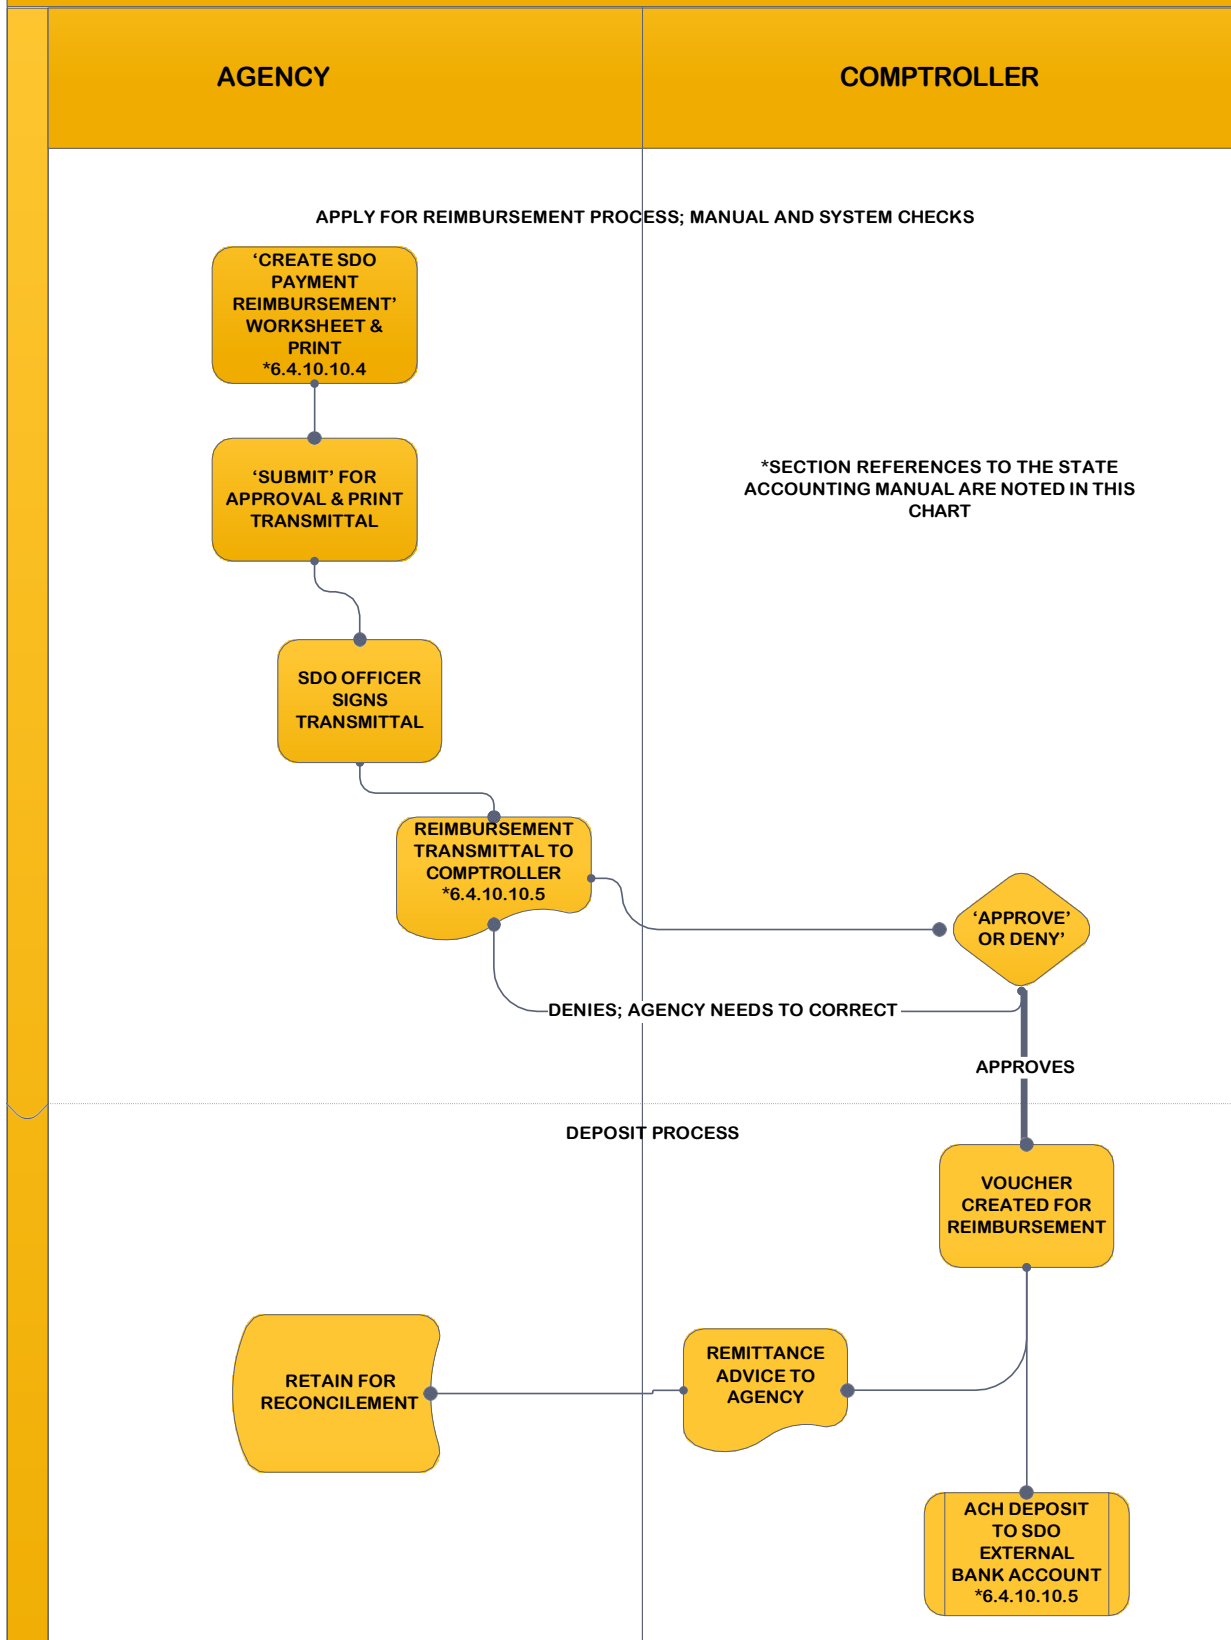 AGENCY
COMPTROLLER
APPLY FOR REIMBURSEMENT PROCESS; MANUAL AND SYSTEM CHECKS
‘CREATE SDO
PAYMENT
REIMBURSEMENT’
WORKSHEET &
PRINT
*6.4.10.10.4
‘SUBMIT’ FOR
APPROVAL & PRINT
TRANSMITTAL
*SECTION REFERENCES TO THE STATE
ACCOUNTING MANUAL ARE NOTED IN THIS
CHART
SDO OFFICER
SIGNS
TRANSMITTAL
REIMBURSEMENT
TRANSMITTAL TO
COMPTROLLER
*6.4.10.10.5
‘APPROVE’
OR DENY’
DENIES; AGENCY NEEDS TO CORRECT
APPROVES
DEPOSIT PROCESS
VOUCHER
CREATED FOR
REIMBURSEMENT
REMITTANCE
ADVICE TO
AGENCY
RETAIN FOR
RECONCILEMENT
ACH DEPOSIT
TO SDO
EXTERNAL
BANK ACCOUNT
*6.4.10.10.5